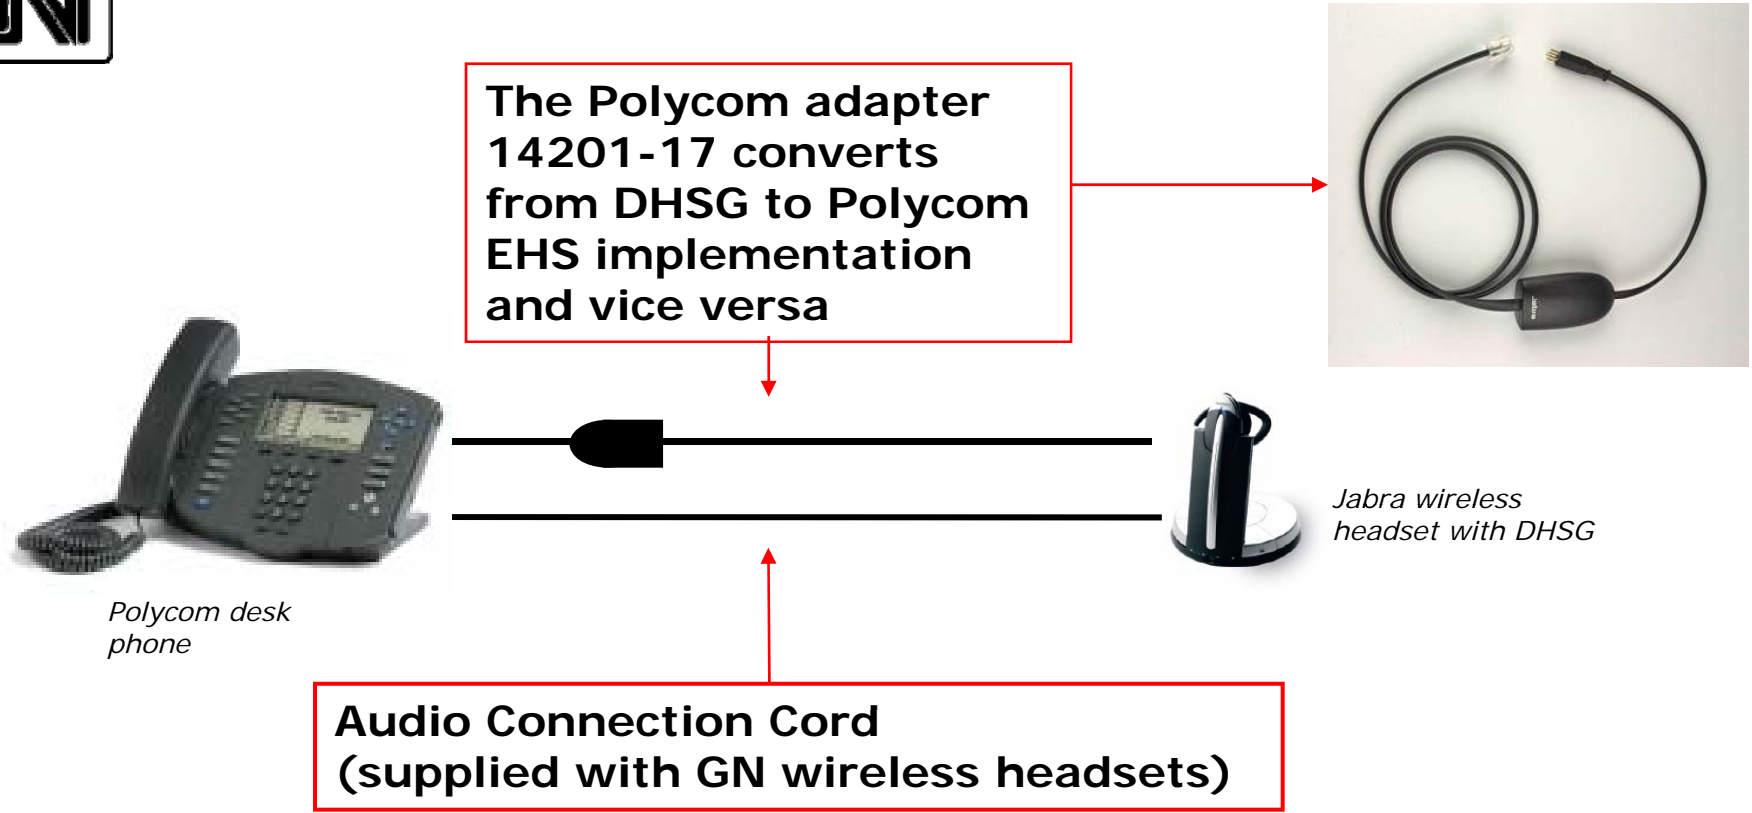 The Polycom adapter
14201-17 converts
from DHSG to Polycom
EHS implementation
and vice versa
Jabra
Jabra wireless
headset with DHSG
Polycom desk
phone
Audio Connection Cord
(supplied with GN wireless headsets)